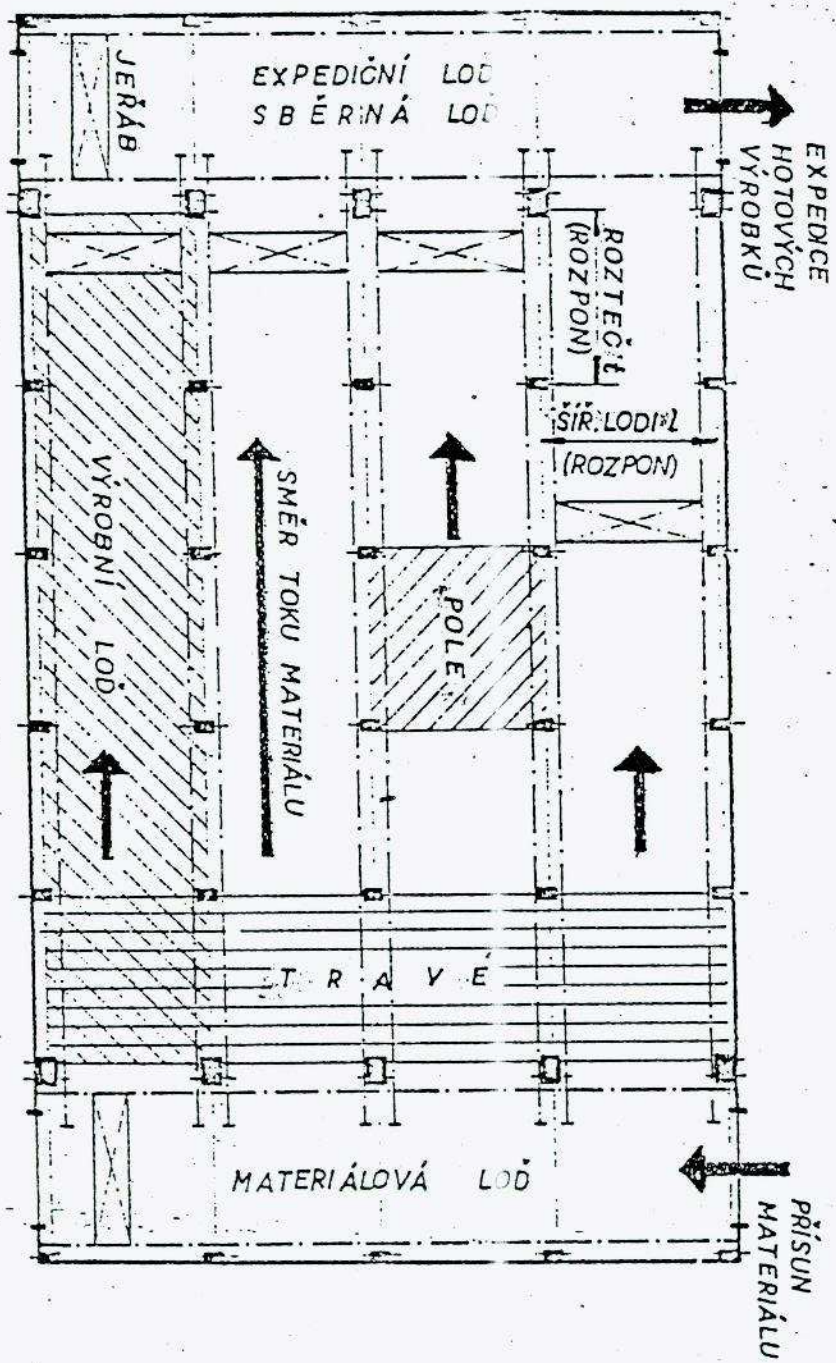 EXPEDIČNÍ LOĎ
SBĚRNÁ LOĎ
JEŘÁB
EXPEDICE
HOTOVÝCH
VÝROBKŮ
ROZTEČ t
(ROZPON)
ŠÍŘ. LODI l
(ROZPON)
VÝROBNÍ LOĎ
SMĚR TOKU MATERIÁLU
POLE
TRAVÉ
MATERIÁLOVÁ LOĎ
PŘÍSUN
MATERIÁLU